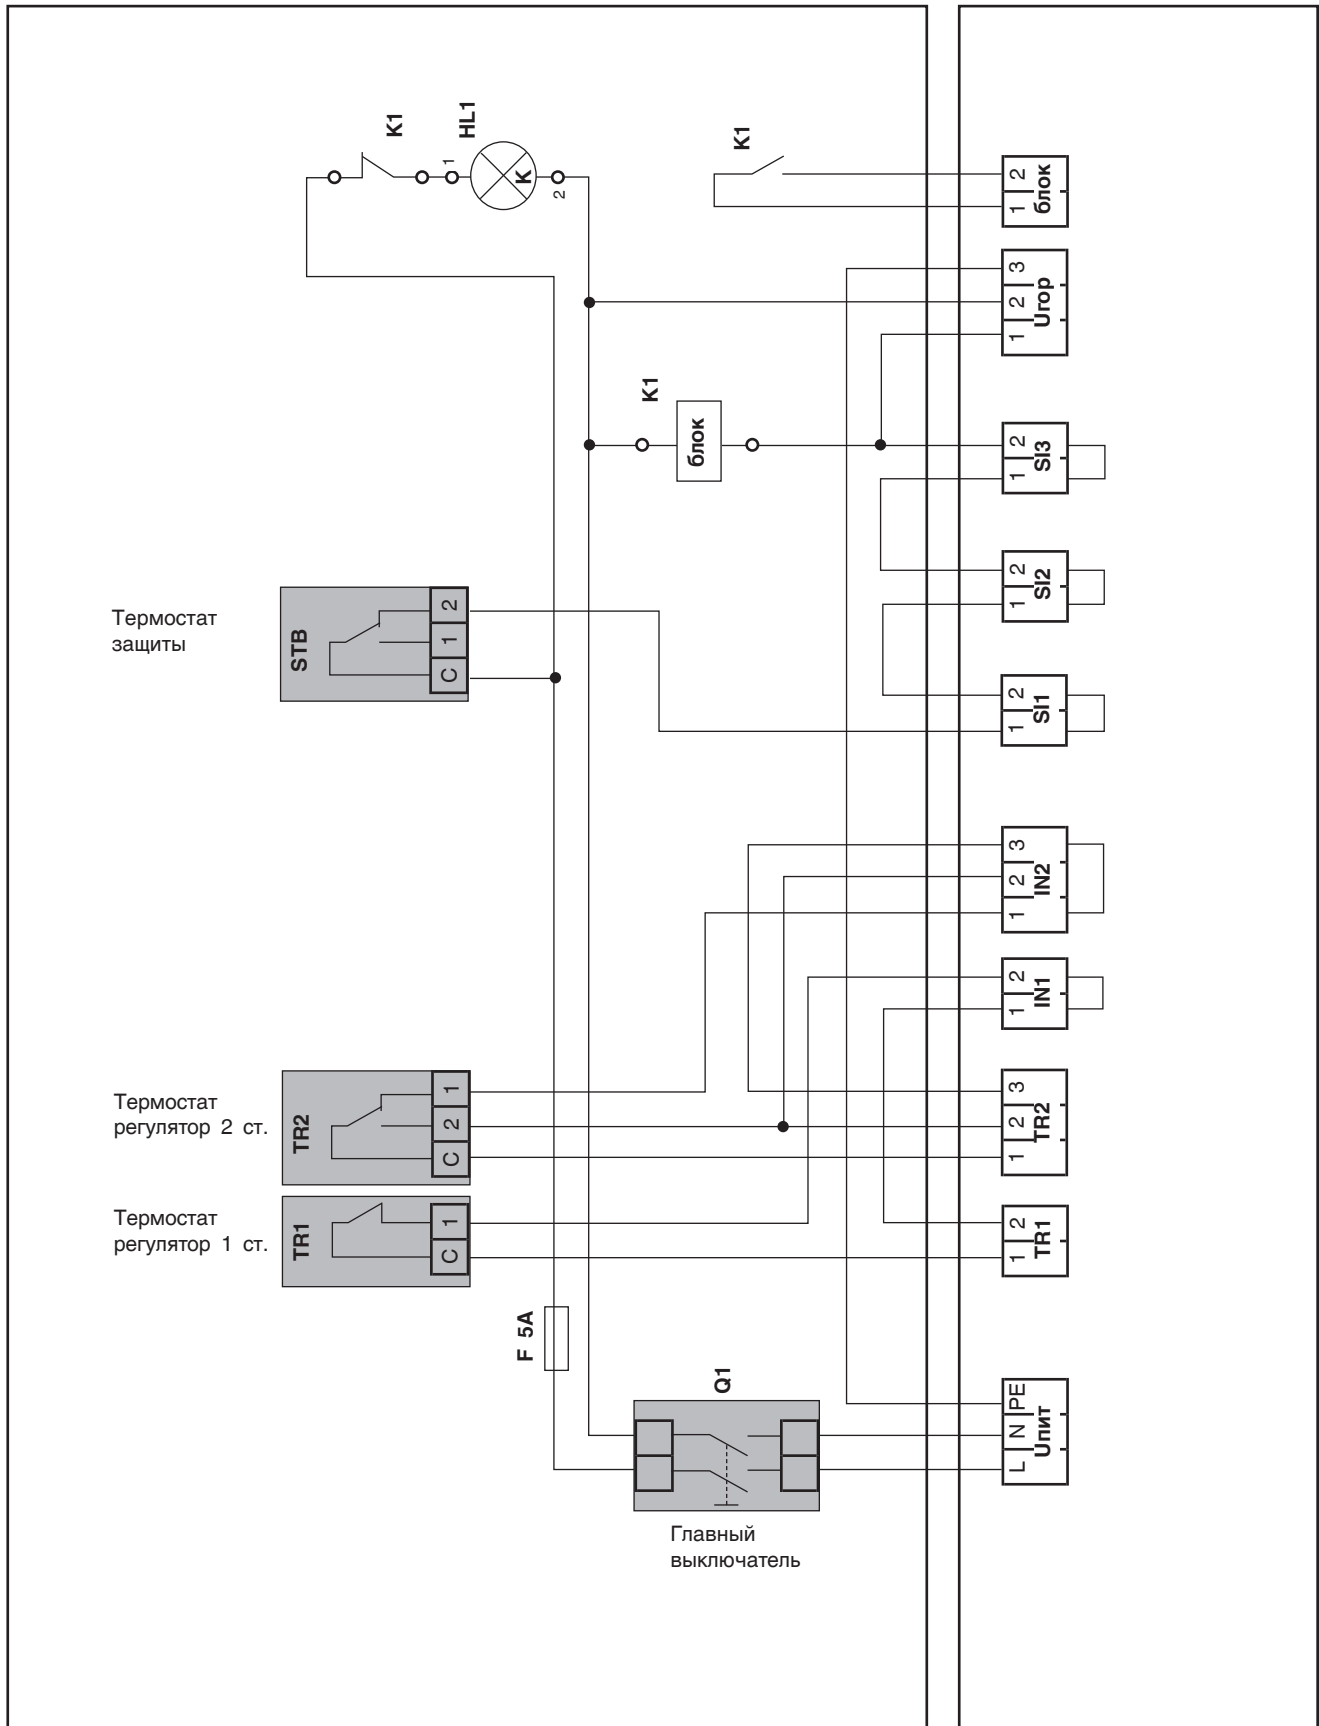 K1
HL1
1
K
2
K1
2
1
блок
3
2
1
Uгор
K1
блок
2
1
SI3
2
1
SI2
Термостат
защиты
STB
2
1
C
2
1
SI1
3
2
1
IN2
2
1
IN1
Термостат
регулятор 2 ст.
TR2
1
2
C
3
2
1
TR2
Термостат
регулятор 1 ст.
TR1
1
C
2
1
TR1
F 5A
Q1
L N PE
Uпит
Главный
выключатель